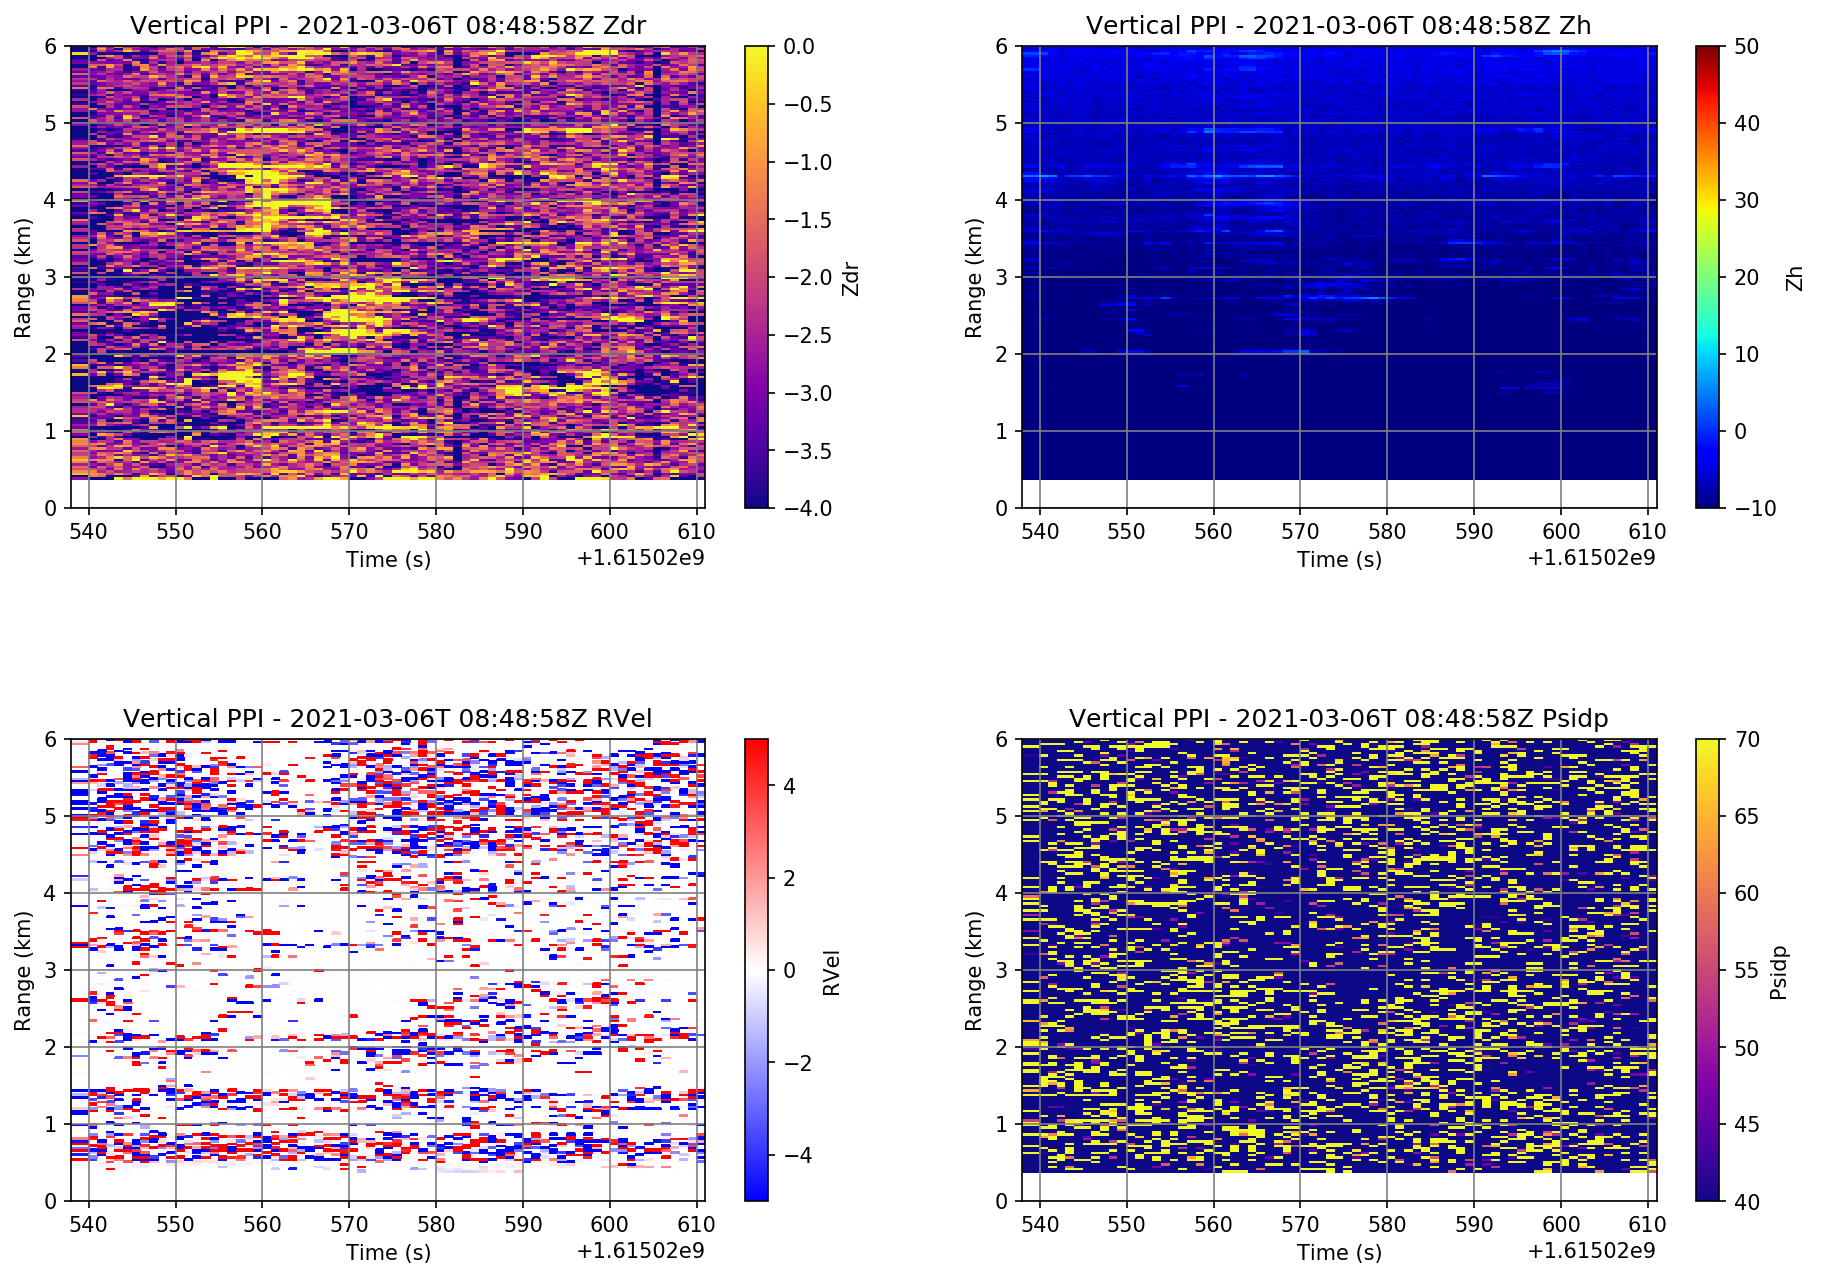 Vertical PPI - 2021-03-06T 08:48:58Z Zdr
6
5
4
3
2
1
0
Range (km)
540 550 560 570 580 590 600 610
Time (s)
+1.61502e9
0.0
−0.5
−1.0
−1.5
−2.0
−2.5
−3.0
−3.5
−4.0
Zdr
Vertical PPI - 2021-03-06T 08:48:58Z Zh
6
5
4
3
2
1
0
Range (km)
540 550 560 570 580 590 600 610
Time (s)
+1.61502e9
50
40
30
20
10
0
−10
Zh
Vertical PPI - 2021-03-06T 08:48:58Z RVel
6
5
4
3
2
1
0
Range (km)
540 550 560 570 580 590 600 610
Time (s)
+1.61502e9
4
2
0
−2
−4
RVel
Vertical PPI - 2021-03-06T 08:48:58Z Psidp
6
5
4
3
2
1
0
Range (km)
540 550 560 570 580 590 600 610
Time (s)
+1.61502e9
70
65
60
55
50
45
40
Psidp